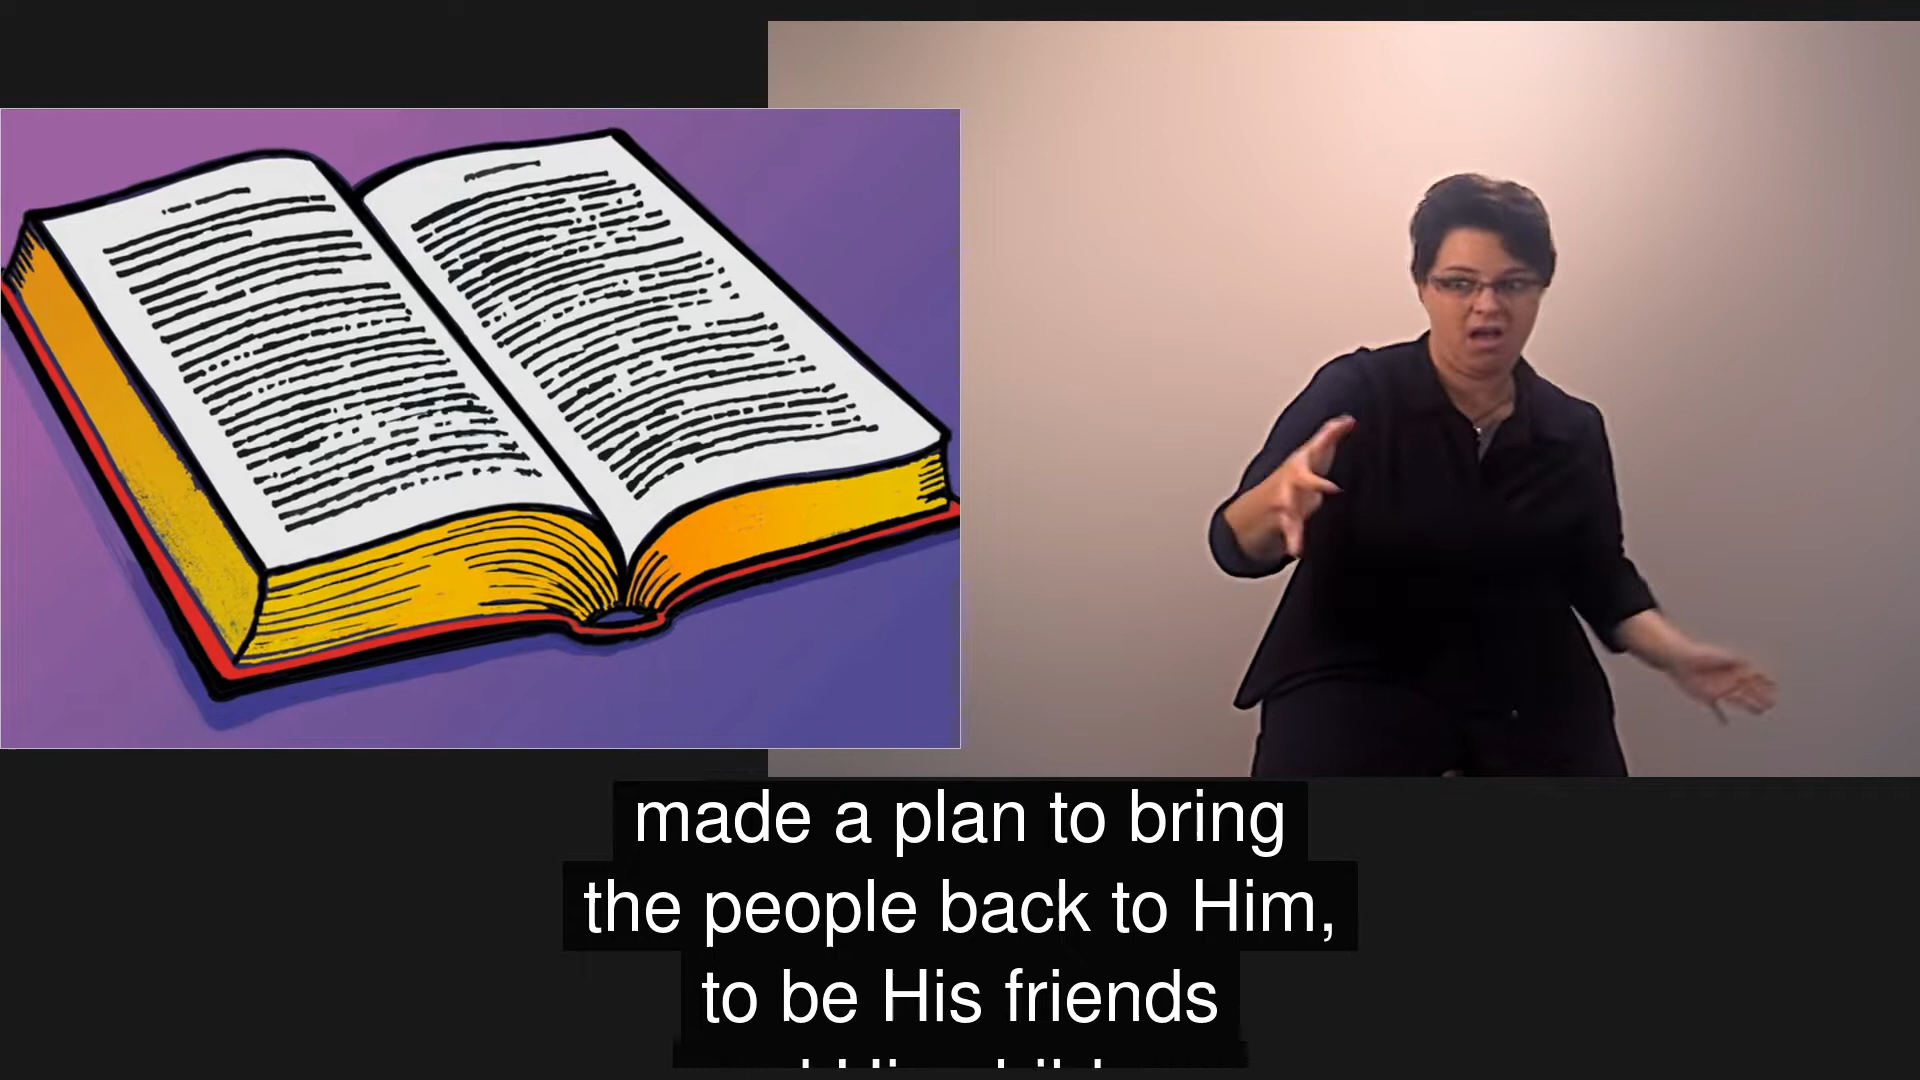 made a plan to bring
the people back to Him,
to be His friends